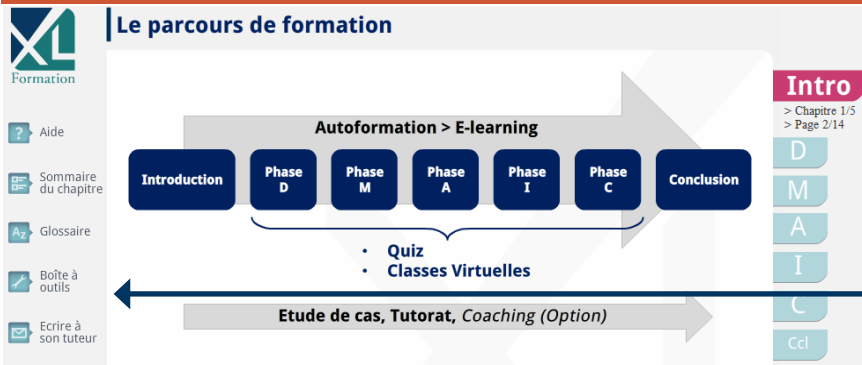 XL
Formation
Le parcours de formation
Aide
Sommaire
du chapitre
Glossaire
Boîte à
outils
Ecrire à
son tuteur
?
Az
Autoformation > E-learning
Introduction
Phase
D
Phase
M
Phase
A
Phase
I
Phase
C
Conclusion
• Quiz
• Classes Virtuelles
Etude de cas, Tutorat, Coaching (Option)
Intro
> Chapitre 1/5
> Page 2/14
D
M
A
I
C
Ccl